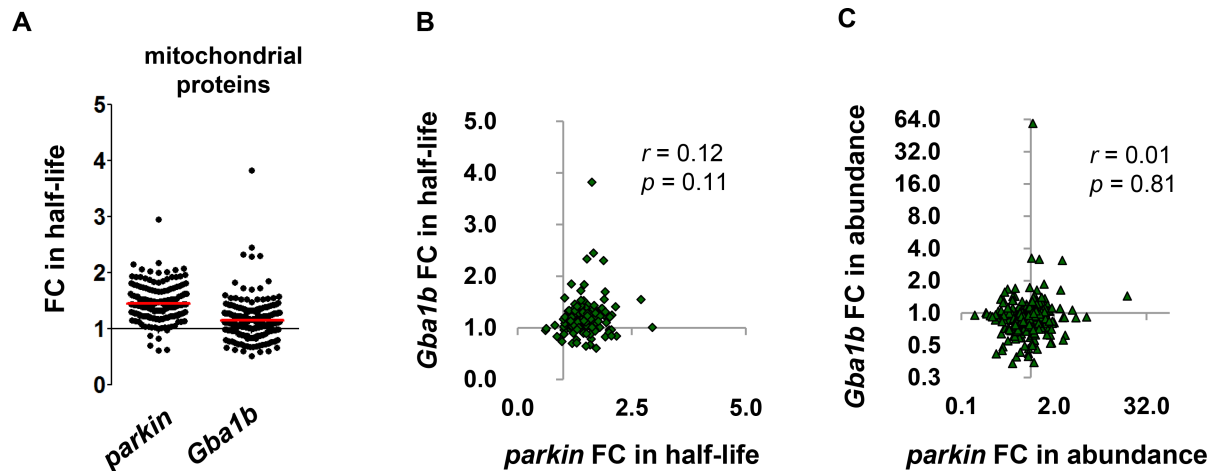 A
mitochondrial
proteins
FC in half-life
5
4
3
2
1
0
parkin
Gba1b
B
Gba1b FC in half-life
5.0
4.0
3.0
2.0
1.0
0.0
r = 0.12
p = 0.11
0.0 2.5 5.0
parkin FC in half-life
C
Gba1b FC in abundance
64.0
32.0
16.0
8.0
4.0
2.0
1.0
0.5
0.3
r = 0.01
p = 0.81
0.1 2.0 32.0
parkin FC in abundance